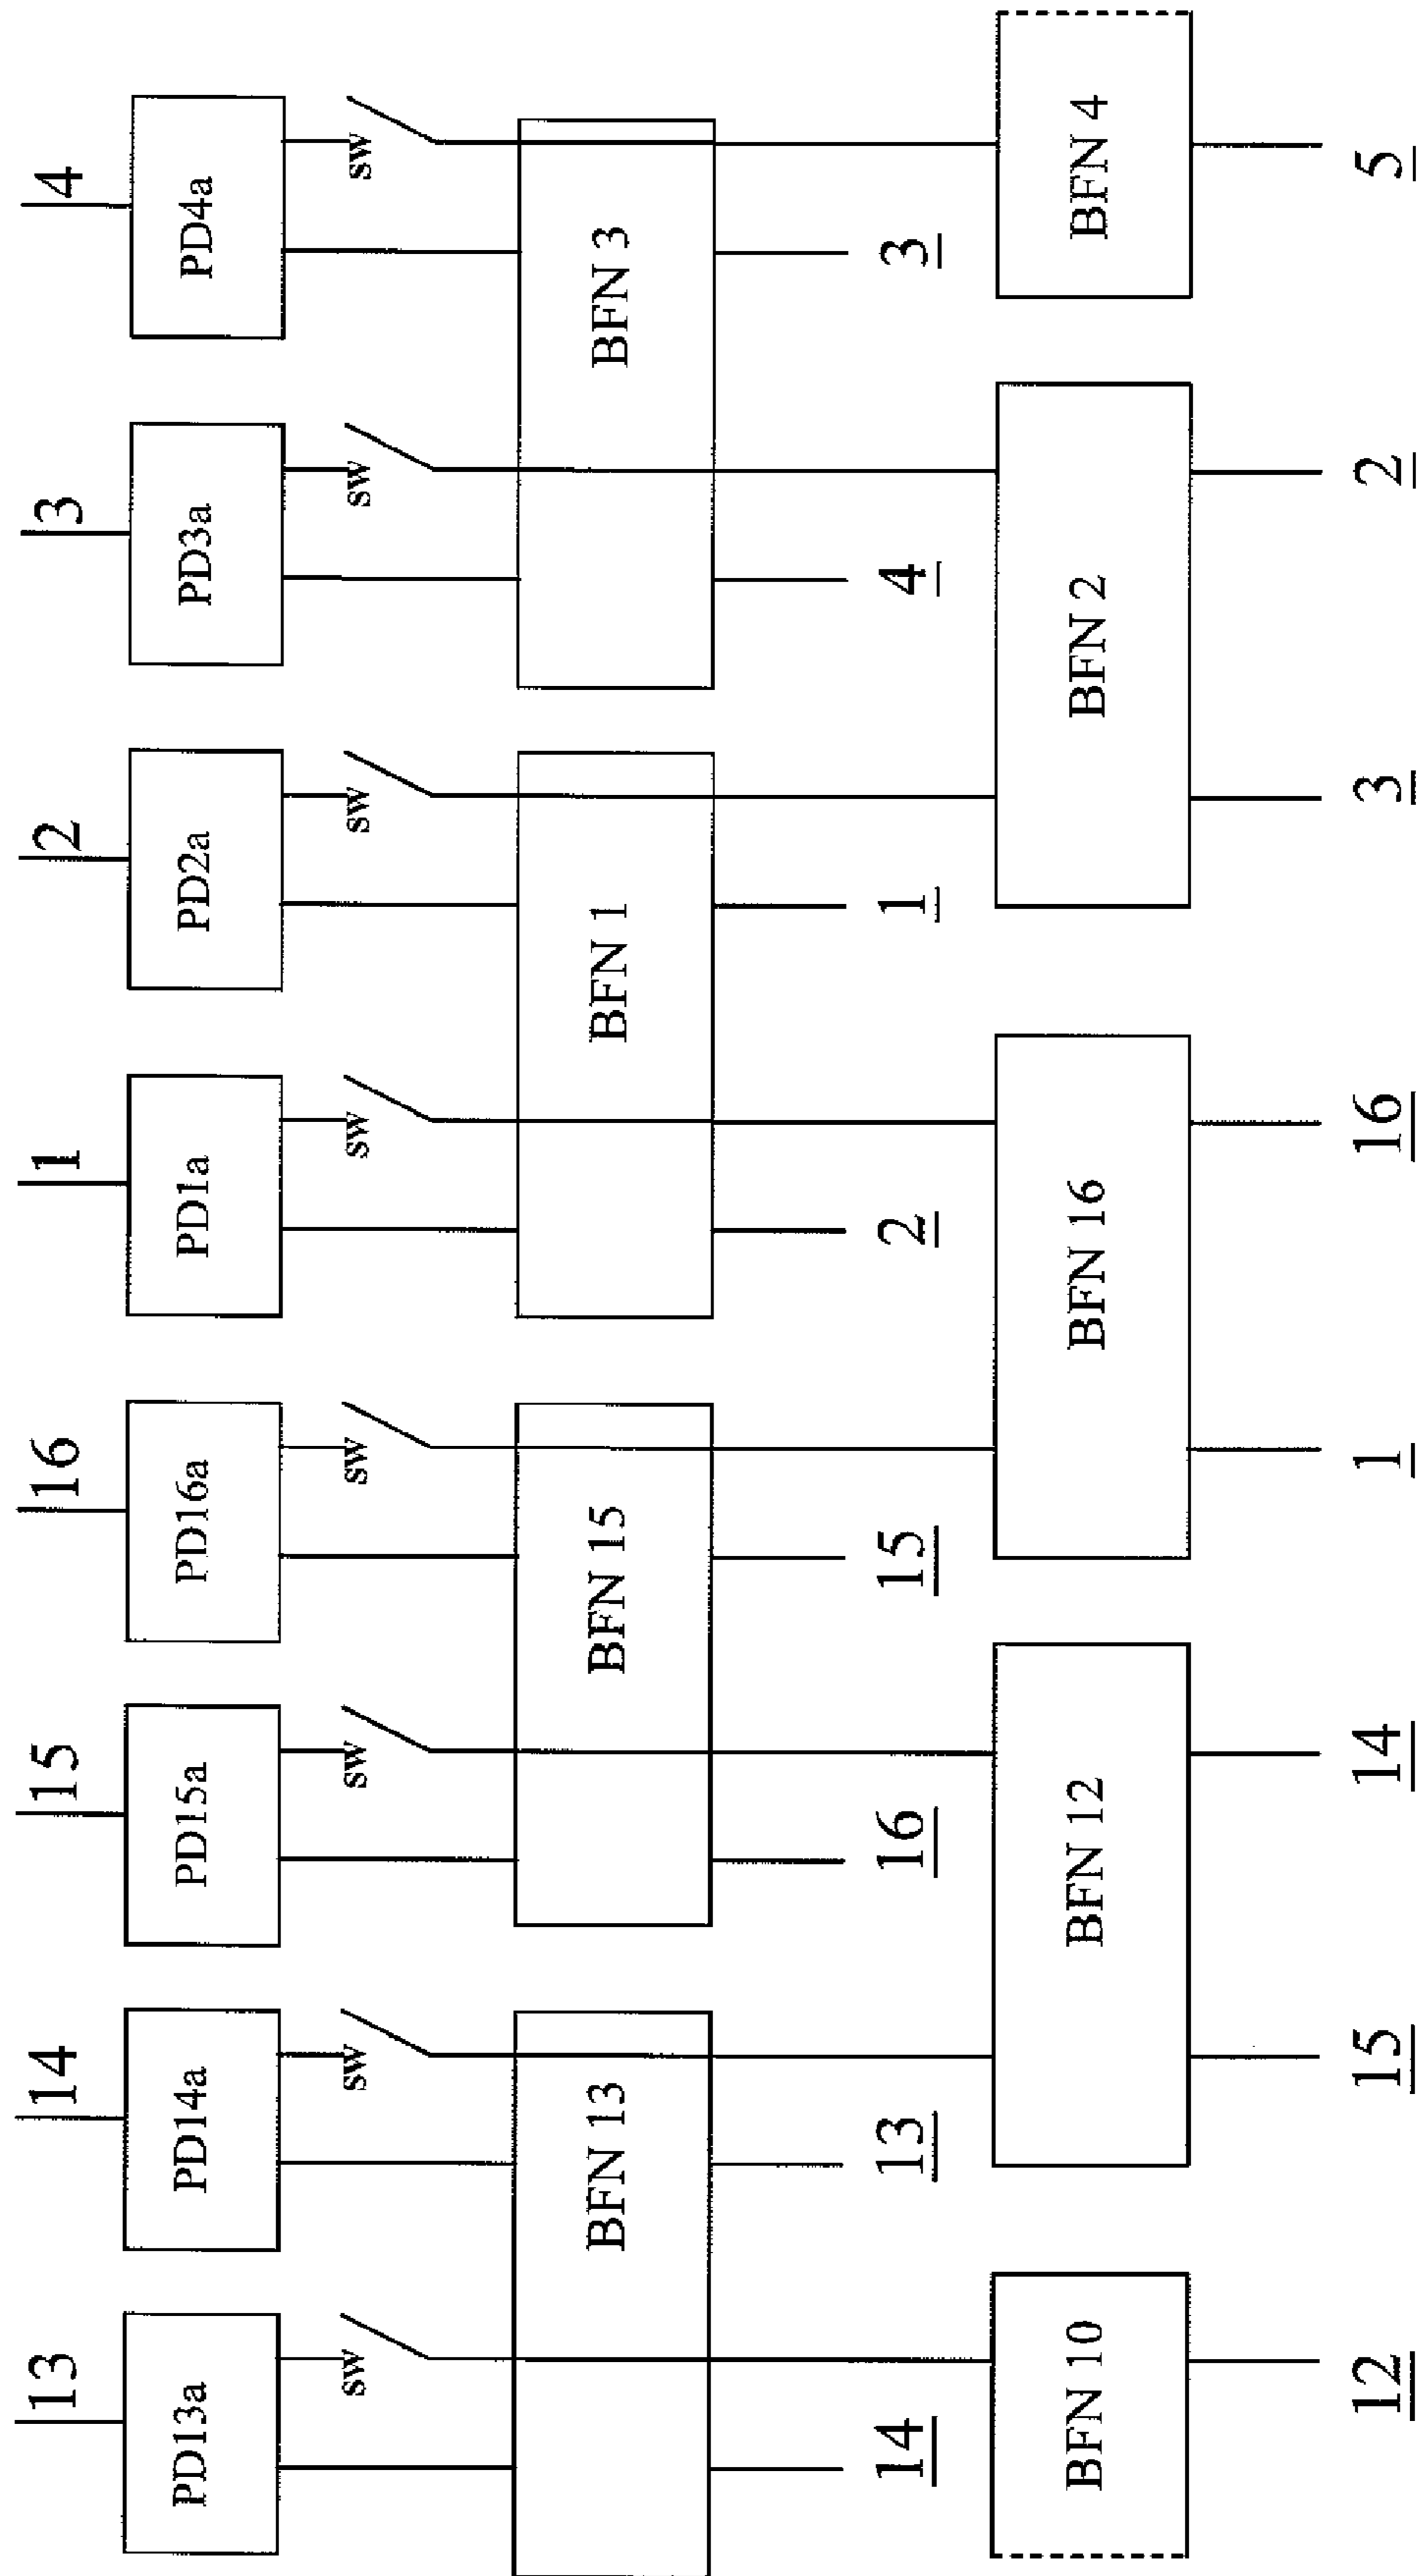 13
14
15
16
1
2
3
4
PD13a
PD14a
PD15a
PD16a
PD1a
PD2a
PD3a
PD4a
sw
sw
sw
sw
sw
sw
sw
sw
BFN 13
BFN 15
BFN 1
BFN 3
14
13
16
15
2
1
4
3
BFN 10
BFN 12
BFN 16
BFN 2
BFN 4
12
15
14
1
16
3
2
5